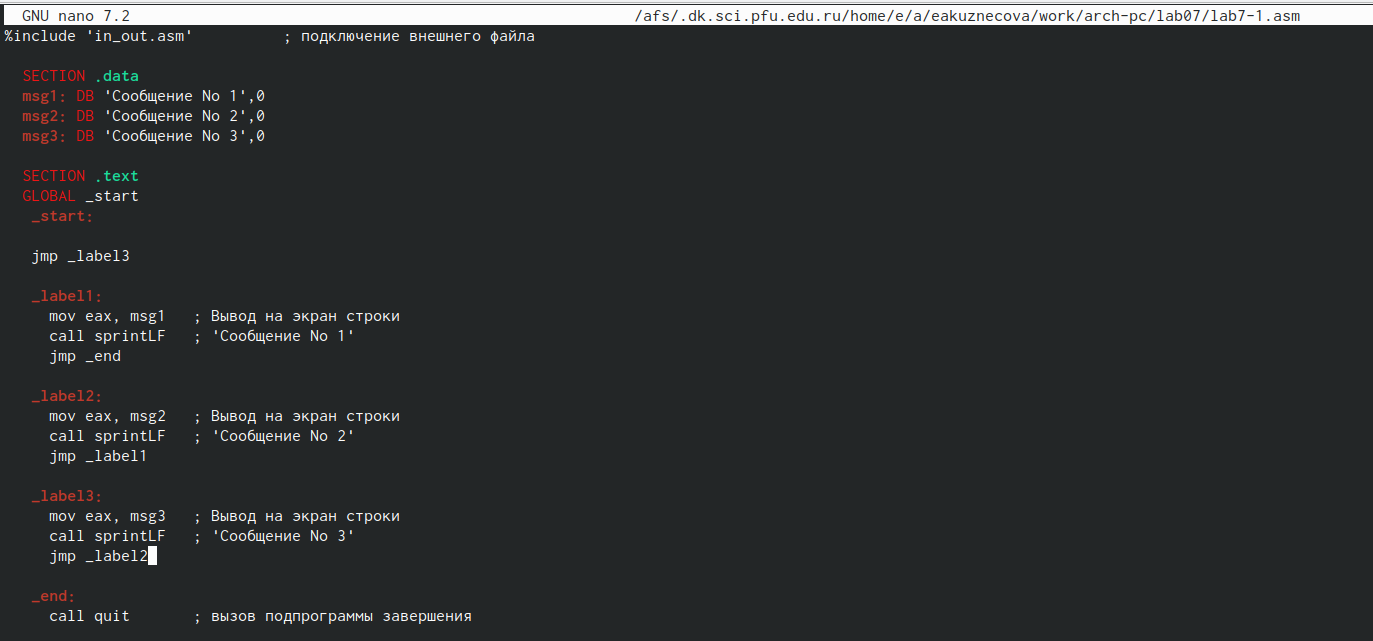 GNU nano 7.2 /afs/.dk.sci.pfu.edu.ru/home/e/a/eakuznecova/work/arch-pc/lab07/lab7-1.asm
%include 'in_out.asm' ; подключение внешнего файла
SECTION .data
msg1: DB 'Сообщение No 1',0
msg2: DB 'Сообщение No 2',0
msg3: DB 'Сообщение No 3',0
SECTION .text
GLOBAL _start
_start:
jmp _label3
_label1:
mov eax, msg1 ; Вывод на экран строки
call sprintLF ; 'Сообщение No 1'
jmp _end
_label2:
mov eax, msg2 ; Вывод на экран строки
call sprintLF ; 'Сообщение No 2'
jmp _label1
_label3:
mov eax, msg3 ; Вывод на экран строки
call sprintLF ; 'Сообщение No 3'
jmp _label2
_end:
call quit ; вызов подпрограммы завершения